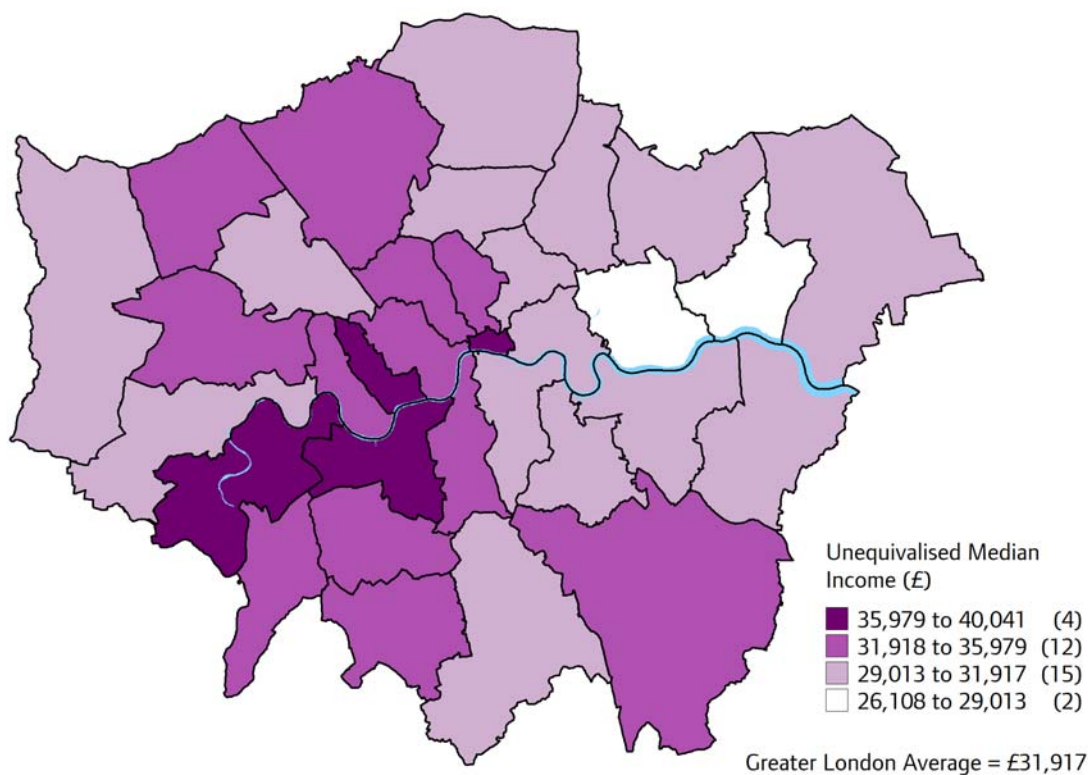 Unequivalised Median
Income (£)
35,979 to 40,041 (4)
31,918 to 35,979 (12)
29,013 to 31,917 (15)
26,108 to 29,013 (2)
Greater London Average = £31,917